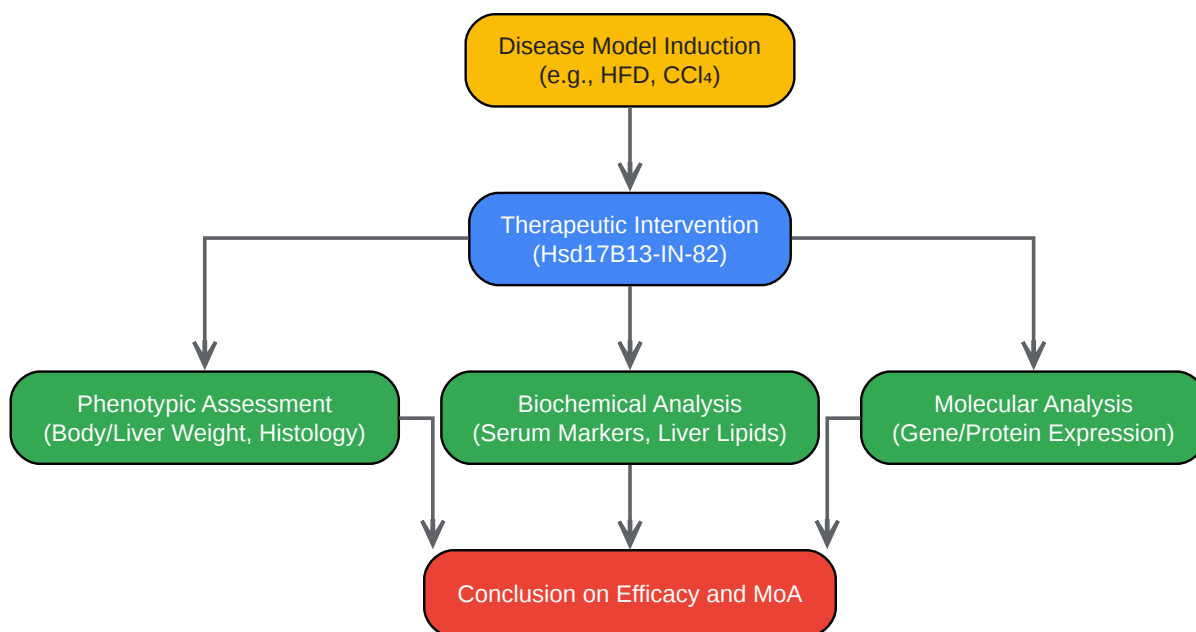 Disease Model Induction
(e.g., HFD, CCl₄)
Therapeutic Intervention
(Hsd17B13-IN-82)
Phenotypic Assessment
(Body/Liver Weight, Histology)
Biochemical Analysis
(Serum Markers, Liver Lipids)
Molecular Analysis
(Gene/Protein Expression)
Conclusion on Efficacy and MoA